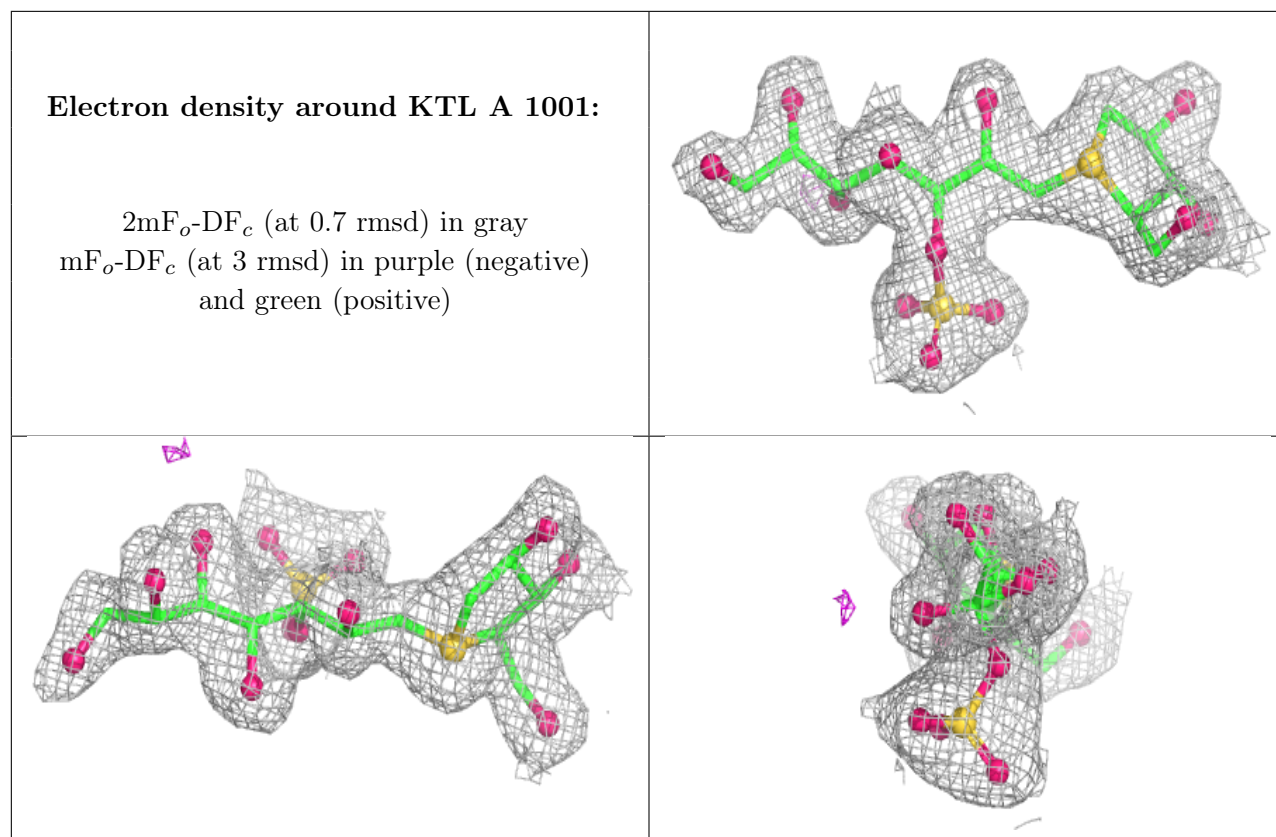 Electron density around KTL A 1001:
2mFo-DFc (at 0.7 rmsd) in gray
mFo-DFc (at 3 rmsd) in purple (negative)
and green (positive)